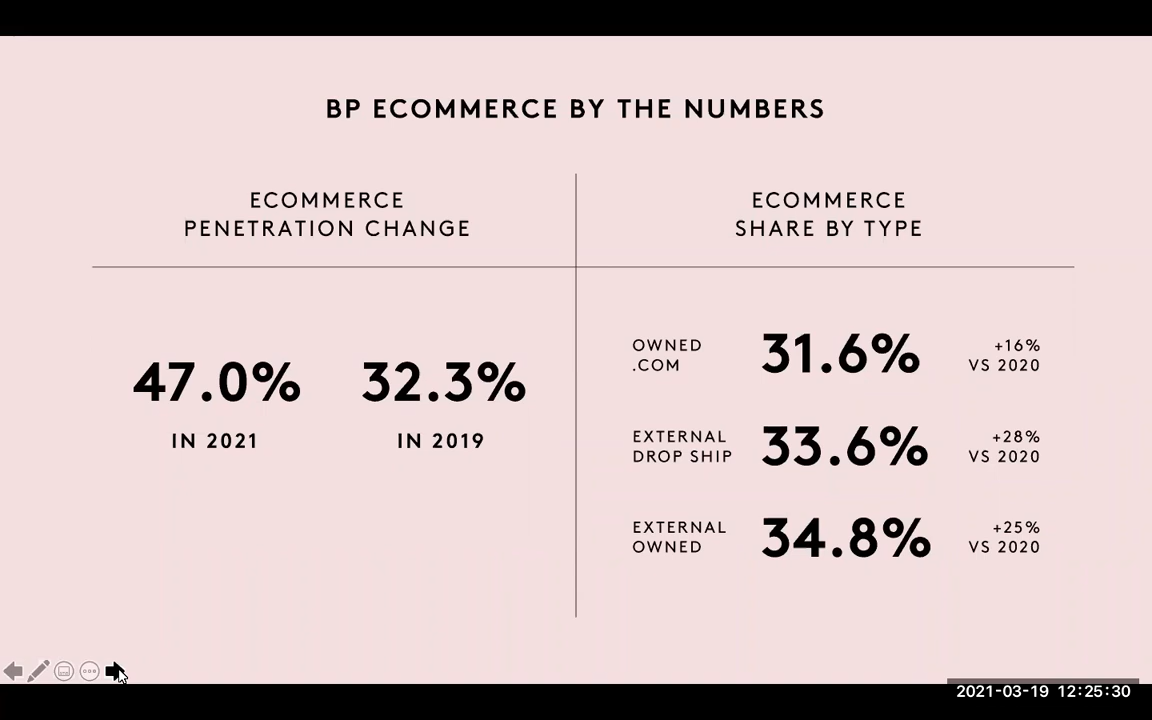 BP ECOMMERCE BY THE NUMBERS
ECOMMERCE
PENETRATION CHANGE
47.0%
IN 2021
32.3%
IN 2019
ECOMMERCE
SHARE BY TYPE
OWNED
.COM
31.6%
+16%
VS 2020
EXTERNAL
DROP SHIP
33.6%
+28%
VS 2020
EXTERNAL
OWNED
34.8%
+25%
VS 2020
2021-03-19 12:25:30